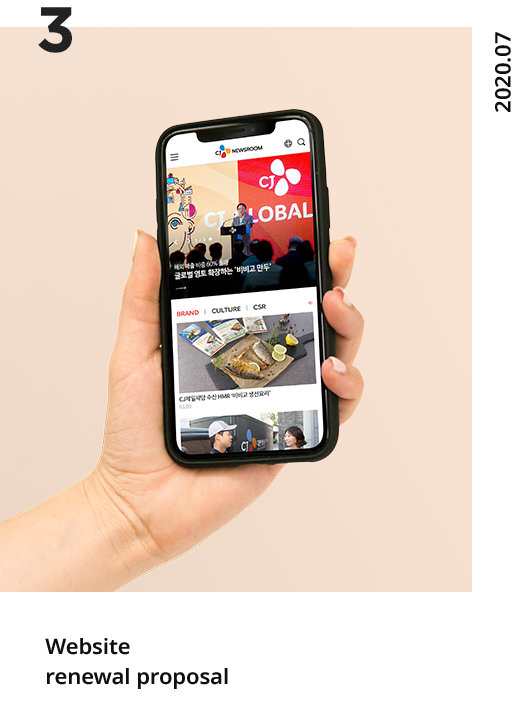 3
2020.07
CJ NEWSROOM
CJ
CJ GLOBAL
해외 매출 비중 60% 돌파
글로벌 영토 확장하는 '비비고 만두'
BRAND | CULTURE | CSR +
CJ제일제당 수산 HMR '비비고 생선요리'
CJ
Website
renewal proposal